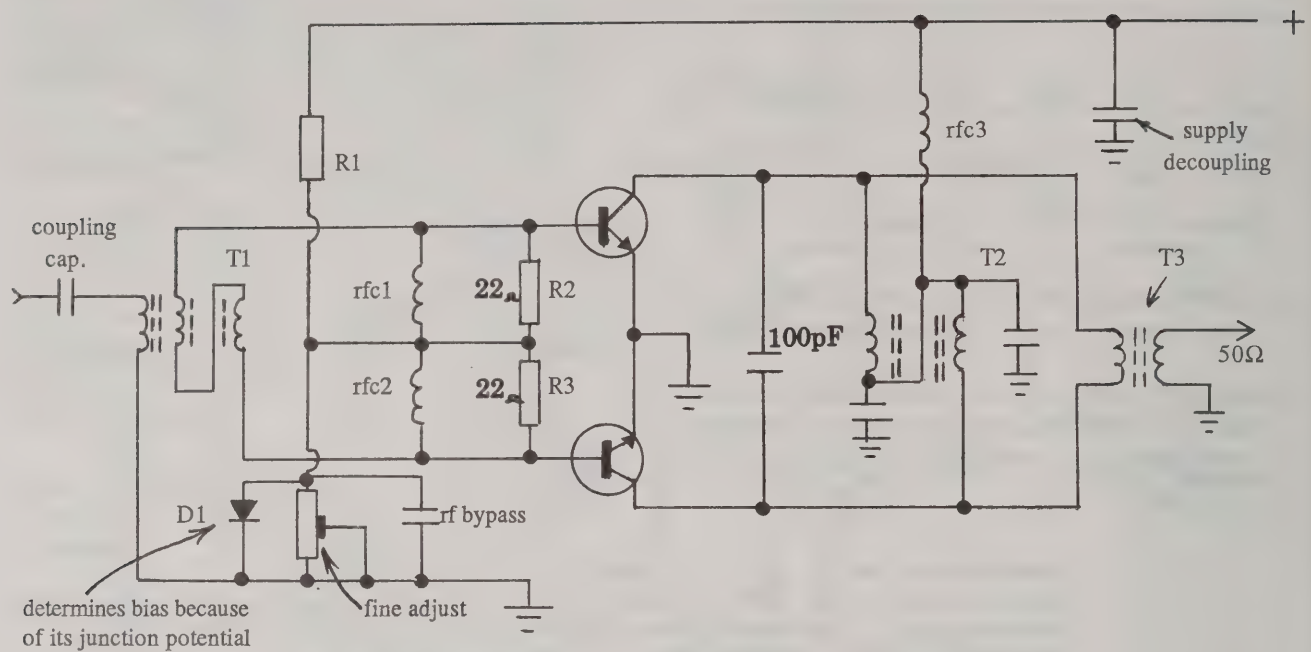 +
rfc3
supply
decoupling
R1
coupling
cap.
T1
rfc1
22Ω
R2
100pF
T2
T3
50Ω
rfc2
22Ω
R3
D1
rf bypass
fine adjust
determines bias because
of its junction potential